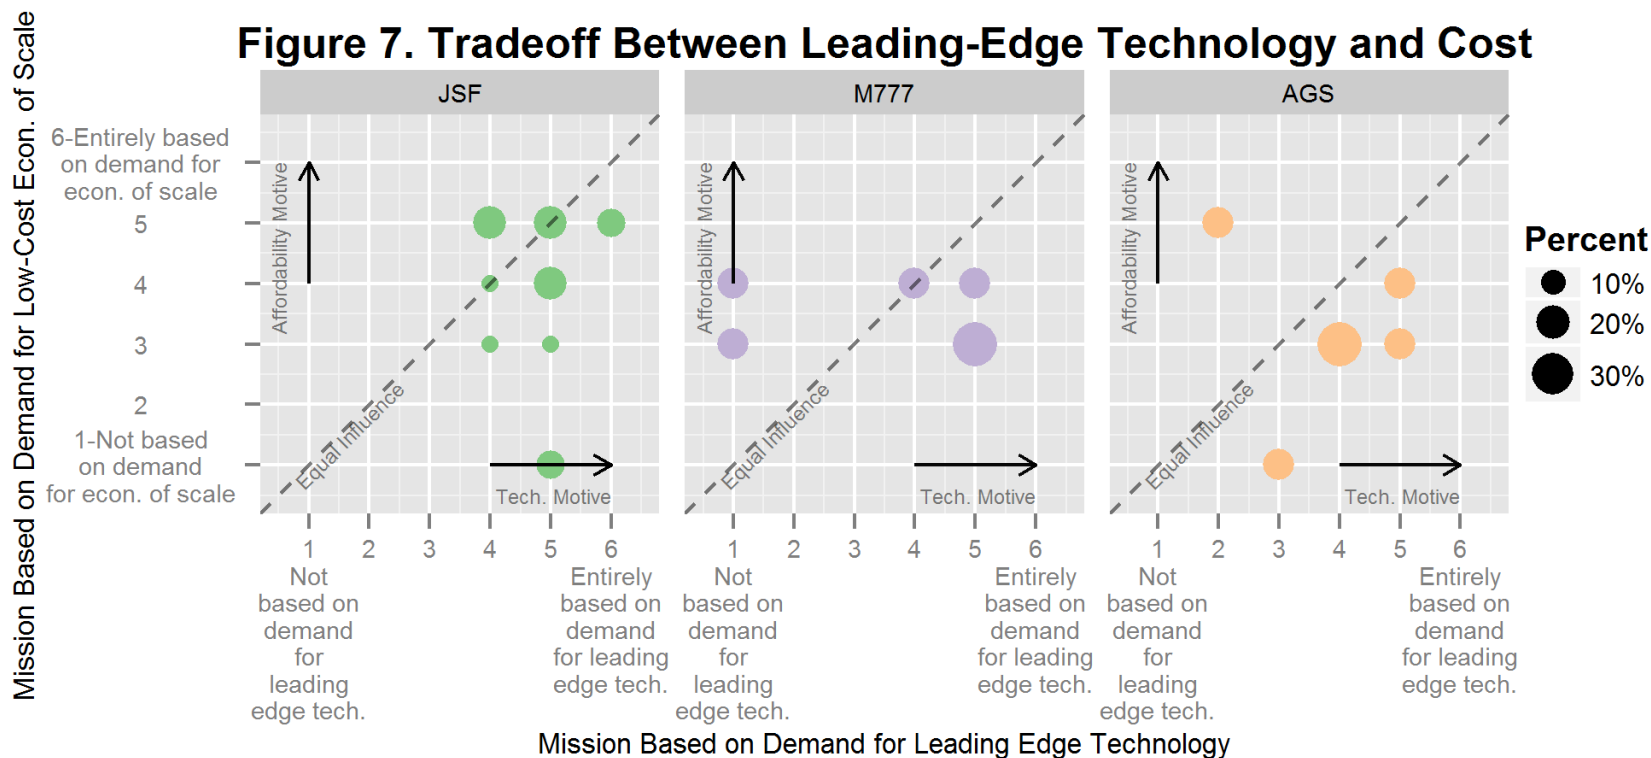 Figure 7. Tradeoff Between Leading-Edge Technology and Cost
Mission Based on Demand for Low-Cost Econ. of Scale
JSF
M777
AGS
6-Entirely based
on demand for
econ. of scale
5
4
3
2
1-Not based
on demand
for econ. of scale
Affordability Motive
Equal Influence
Tech. Motive
Affordability Motive
Equal Influence
Tech. Motive
Affordability Motive
Equal Influence
Tech. Motive
Percent
10%
20%
30%
1 2 3 4 5 6
Not
based on
demand
for
leading
edge tech.
Entirely
based on
demand
for leading
edge tech.
1 2 3 4 5 6
Not
based on
demand
for
leading
edge tech.
Entirely
based on
demand
for leading
edge tech.
1 2 3 4 5 6
Not
based on
demand
for
leading
edge tech.
Entirely
based on
demand
for leading
edge tech.
Mission Based on Demand for Leading Edge Technology